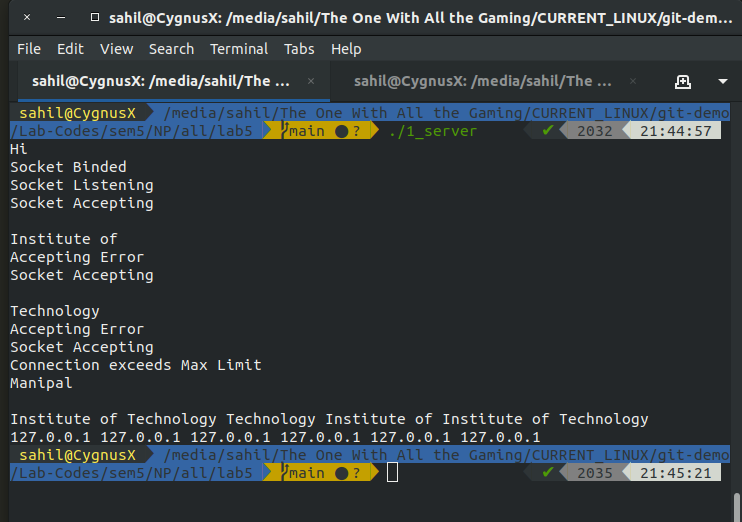 sahil@CygnusX: /media/sahil/The One With All the Gaming/CURRENT_LINUX/git-dem...
File Edit View Search Terminal Tabs Help
sahil@CygnusX: /media/sahil/The ... × sahil@CygnusX: /media/sahil/The ... ×
sahil@CygnusX /media/sahil/The One With All the Gaming/CURRENT_LINUX/git-demo
/Lab-Codes/sem5/NP/all/lab5 main ● ? ./1_server ✔ 2032 21:44:57
Hi
Socket Binded
Socket Listening
Socket Accepting
Institute of
Accepting Error
Socket Accepting
Technology
Accepting Error
Socket Accepting
Connection exceeds Max Limit
Manipal
Institute of Technology Technology Institute of Institute of Technology
127.0.0.1 127.0.0.1 127.0.0.1 127.0.0.1 127.0.0.1 127.0.0.1
sahil@CygnusX /media/sahil/The One With All the Gaming/CURRENT_LINUX/git-demo
/Lab-Codes/sem5/NP/all/lab5 main ● ? ✔ 2035 21:45:21